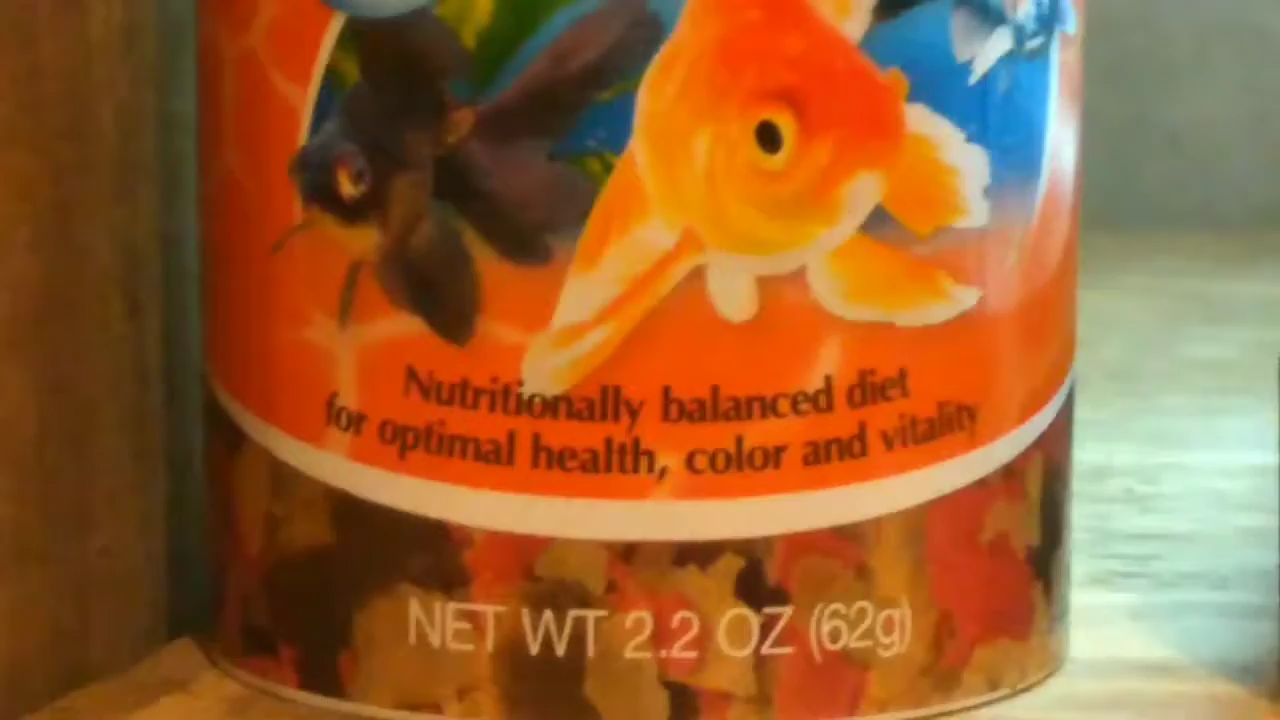 Nutritionally balanced diet
for optimal health, color and vitality
NET WT 2.2 OZ (62g)